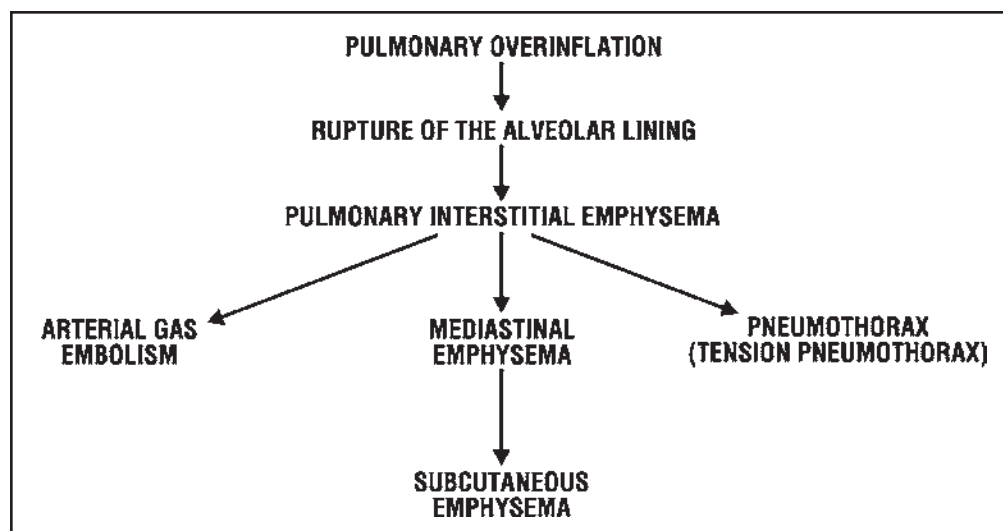 PULMONARY OVERINFLATION
RUPTURE OF THE ALVEOLAR LINING
PULMONARY INTERSTITIAL EMPHYSEMA
ARTERIAL GAS
EMBOLISM
MEDIASTINAL
EMPHYSEMA
PNEUMOTHORAX
(TENSION PNEUMOTHORAX)
SUBCUTANEOUS
EMPHYSEMA